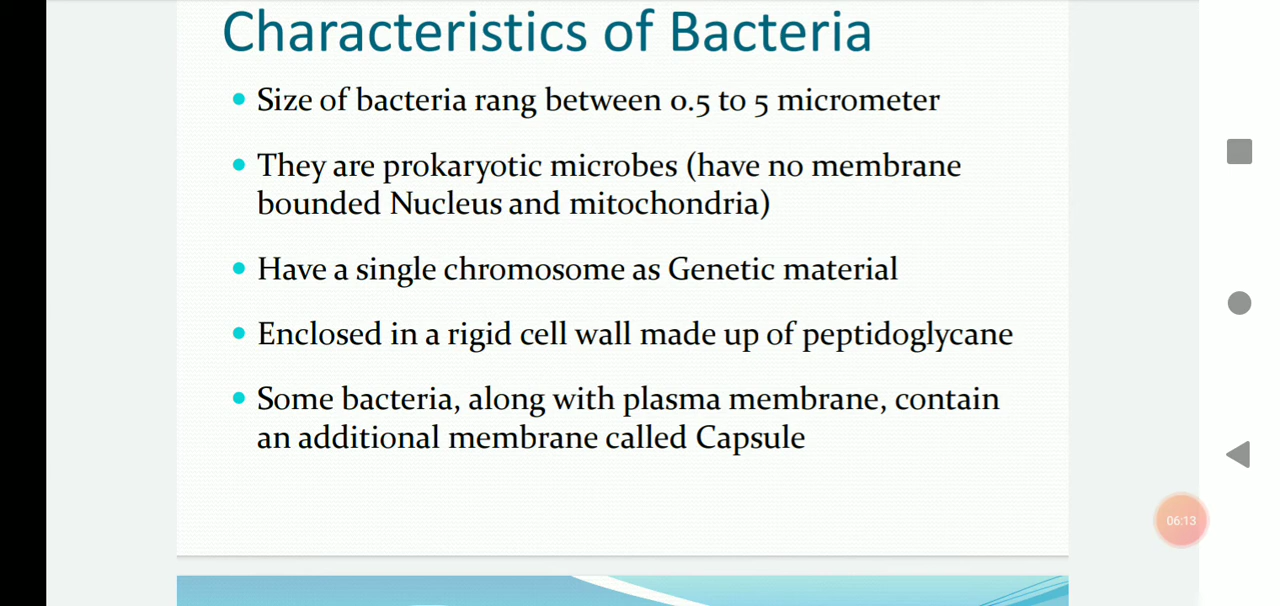 Characteristics of Bacteria
Size of bacteria rang between 0.5 to 5 micrometer
They are prokaryotic microbes (have no membrane
bounded Nucleus and mitochondria)
Have a single chromosome as Genetic material
Enclosed in a rigid cell wall made up of peptidoglycane
Some bacteria, along with plasma membrane, contain
an additional membrane called Capsule
06:13